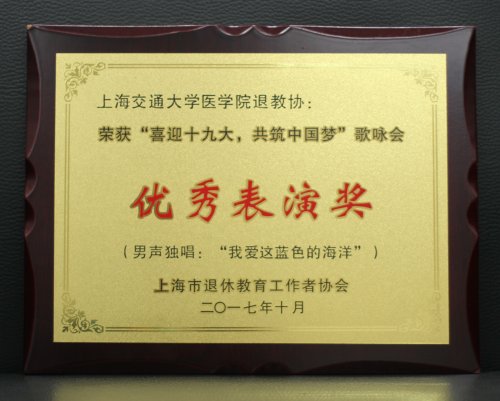 上海交通大学医学院退教协：
荣获“喜迎十九大，共筑中国梦”歌咏会
优秀表演奖
（男声独唱：“我爱这蓝色的海洋”）
上海市退休教育工作者协会
二〇一七年十月